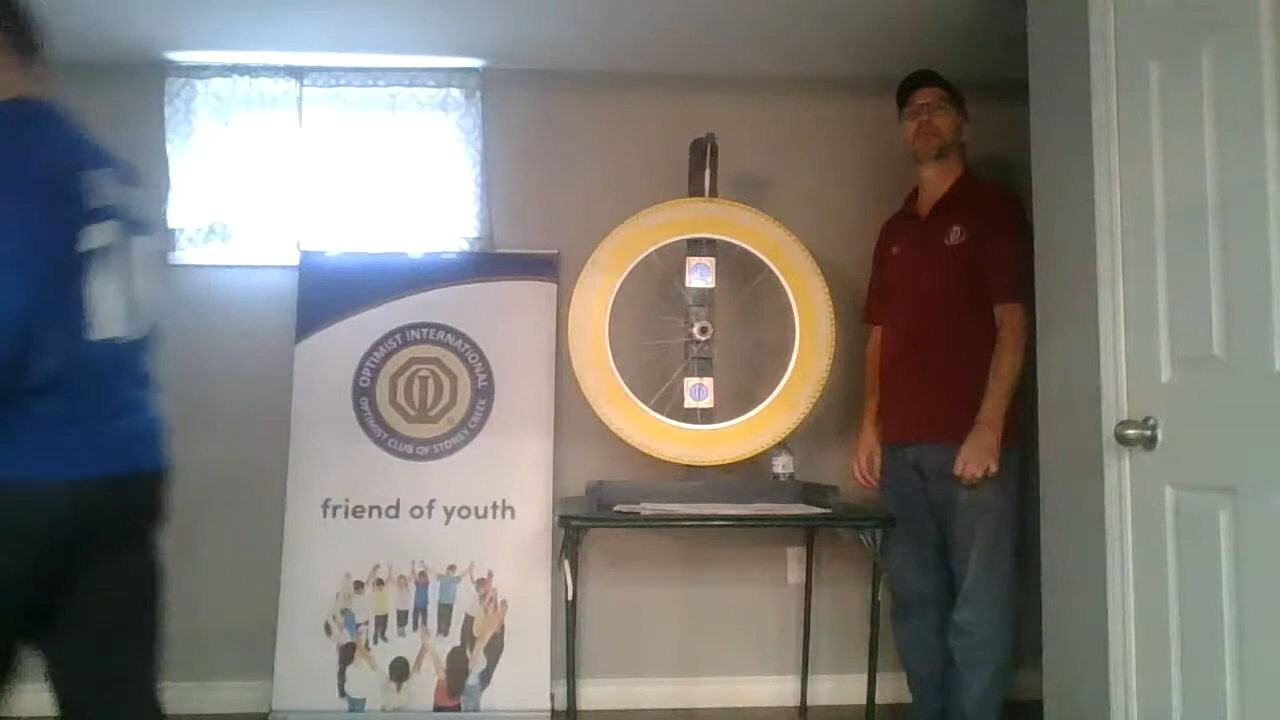 OPTIMIST INTERNATIONAL
OPTIMIST CLUB OF STONEY CREEK
friend of youth